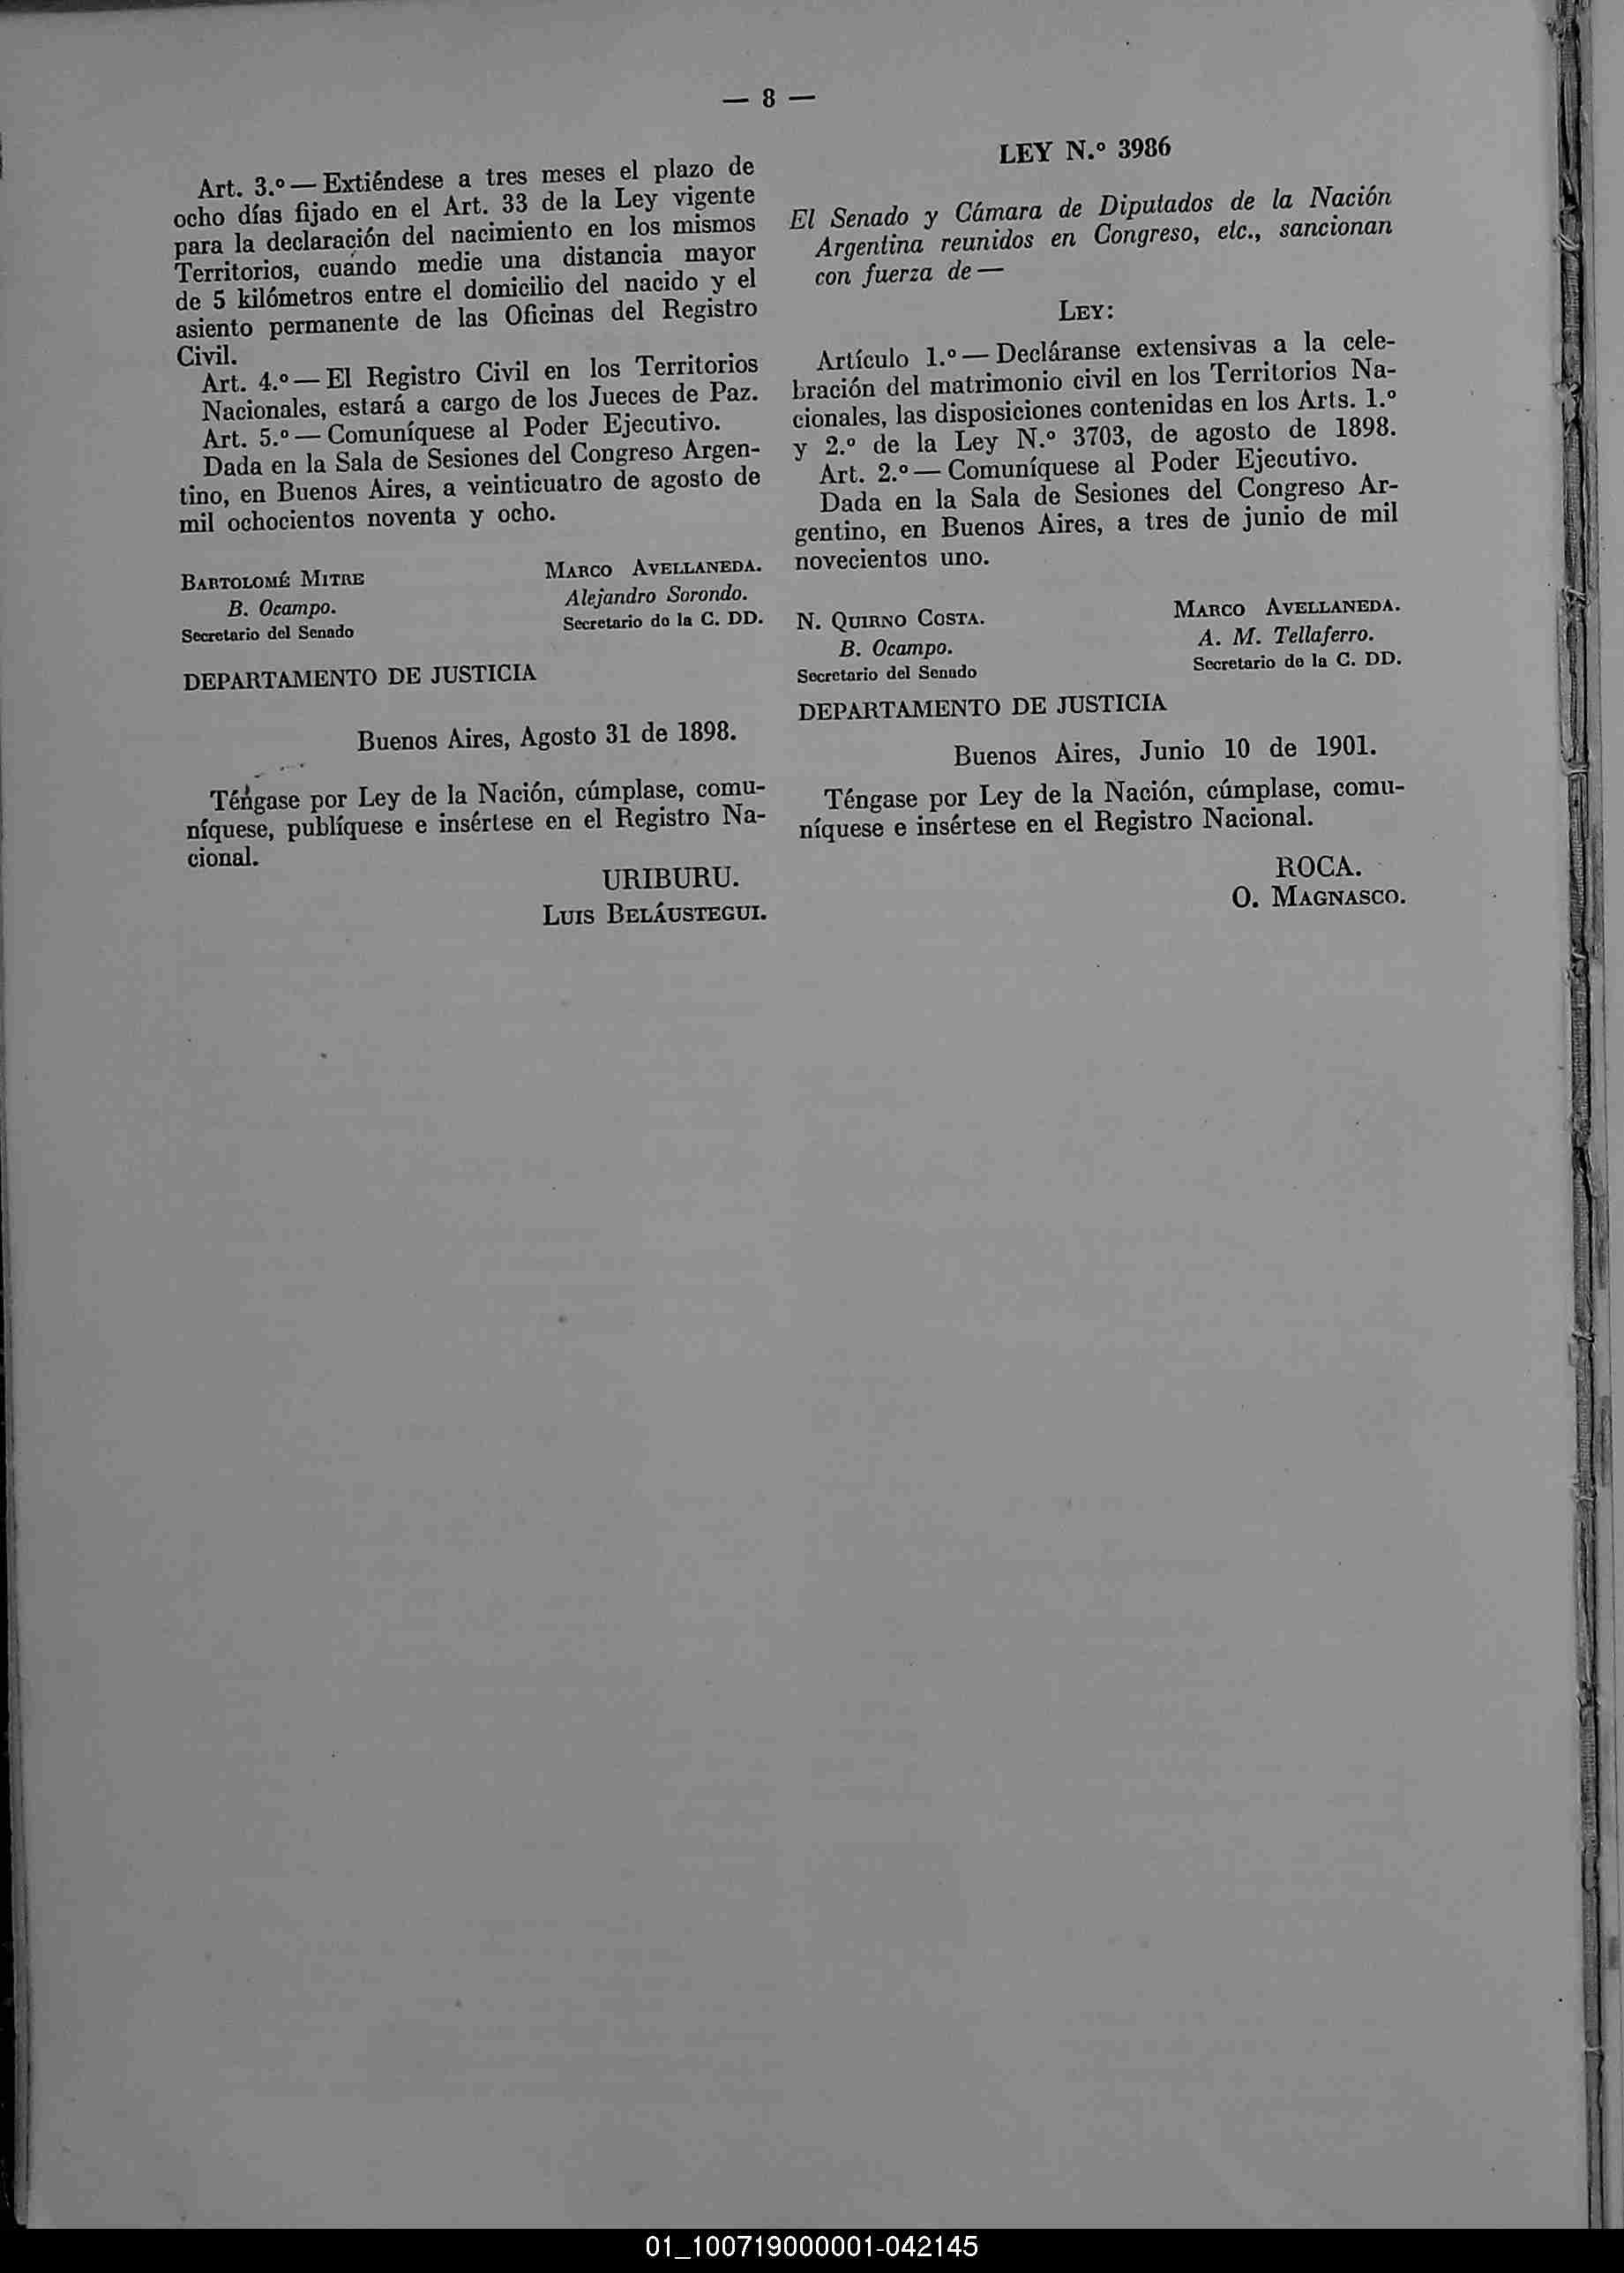 — 8 —
Art. 3.º — Extiéndese a tres meses el plazo de
ocho días fijado en el Art. 33 de la Ley vigente
para la declaración del nacimiento en los mismos
Territorios, cuándo medie una distancia mayor
de 5 kilómetros entre el domicilio del nacido y el
asiento permanente de las Oficinas del Registro
Civil.
Art. 4.º — El Registro Civil en los Territorios
Nacionales, estará a cargo de los Jueces de Paz.
Art. 5.º — Comuníquese al Poder Ejecutivo.
Dada en la Sala de Sesiones del Congreso Argen-
tino, en Buenos Aires, a veinticuatro de agosto de
mil ochocientos noventa y ocho.
BARTOLOMÉ MITRE
B. Ocampo.
Secretario del Senado
MARCO AVELLANEDA.
Alejandro Sorondo.
Secretario de la C. DD.
DEPARTAMENTO DE JUSTICIA
Buenos Aires, Agosto 31 de 1898.
Téngase por Ley de la Nación, cúmplase, comu-
níquese, publíquese e insértese en el Registro Na-
cional.
URIBURU.
LUIS BELÁUSTEGUI.
LEY N.º 3986
El Senado y Cámara de Diputados de la Nación
Argentina reunidos en Congreso, etc., sancionan
con fuerza de —
LEY:
Artículo 1.º — Decláranse extensivas a la cele-
bración del matrimonio civil en los Territorios Na-
cionales, las disposiciones contenidas en los Arts. 1.º
y 2.º de la Ley N.º 3703, de agosto de 1898.
Art. 2.º — Comuníquese al Poder Ejecutivo.
Dada en la Sala de Sesiones del Congreso Ar-
gentino, en Buenos Aires, a tres de junio de mil
novecientos uno.
N. QUIRNO COSTA.
B. Ocampo.
Secretario del Senado
MARCO AVELLANEDA.
A. M. Tellaferro.
Secretario de la C. DD.
DEPARTAMENTO DE JUSTICIA
Buenos Aires, Junio 10 de 1901.
Téngase por Ley de la Nación, cúmplase, comu-
níquese e insértese en el Registro Nacional.
ROCA.
O. MAGNASCO.
01_100719000001-042145